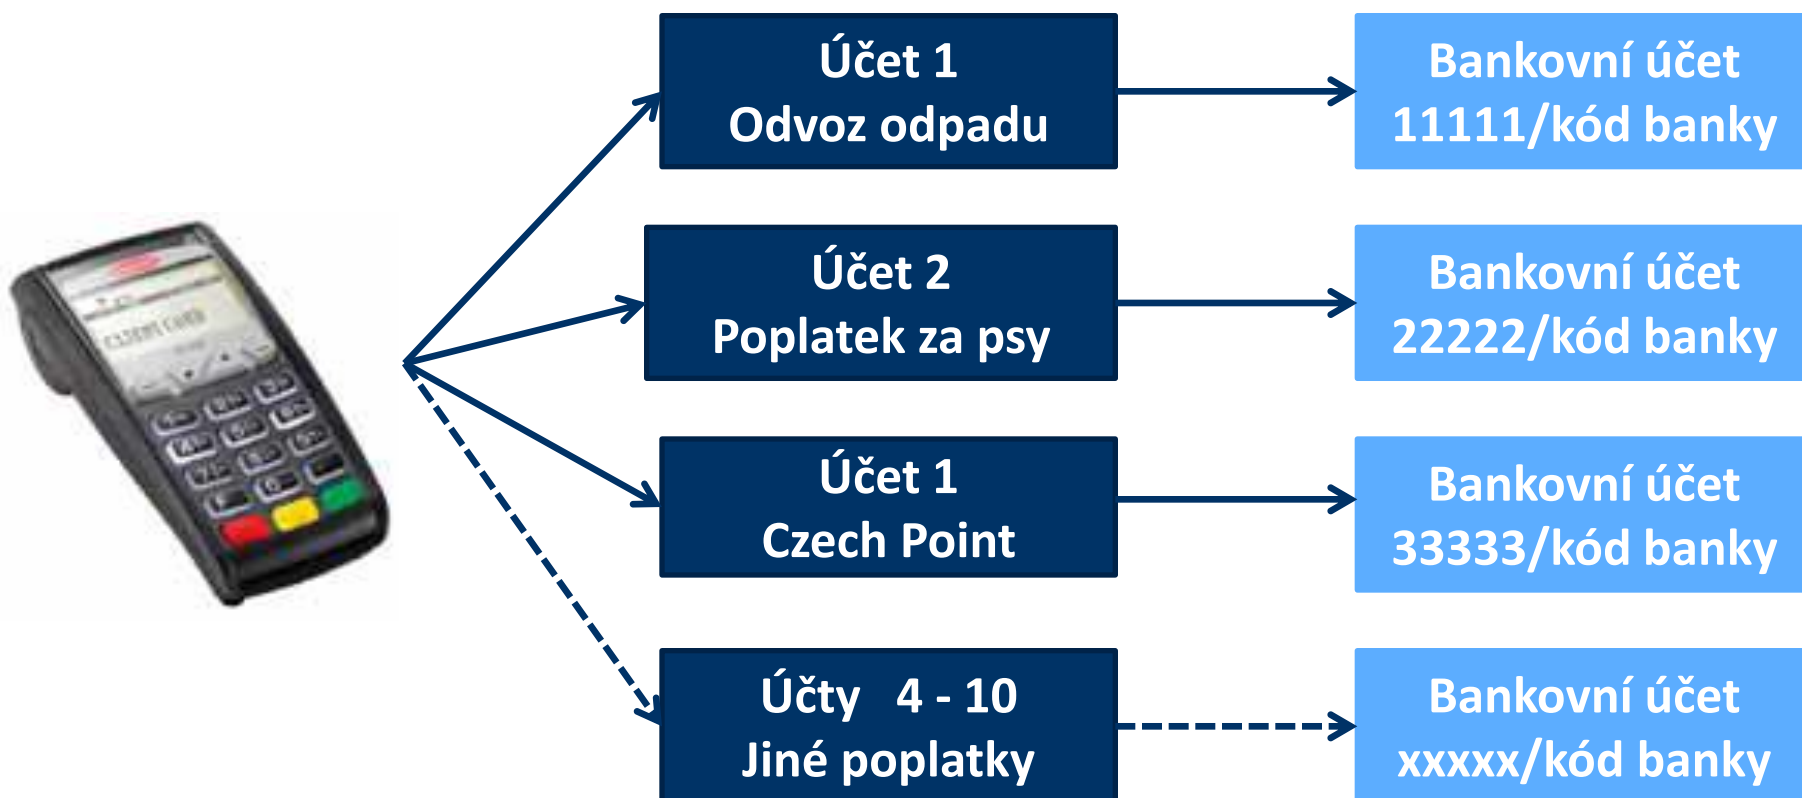 Účet 1
Odvoz odpadu
Bankovní účet
11111/kód banky
Účet 2
Poplatek za psy
Bankovní účet
22222/kód banky
Účet 1
Czech Point
Bankovní účet
33333/kód banky
Účty 4 - 10
Jiné poplatky
Bankovní účet
xxxxx/kód banky